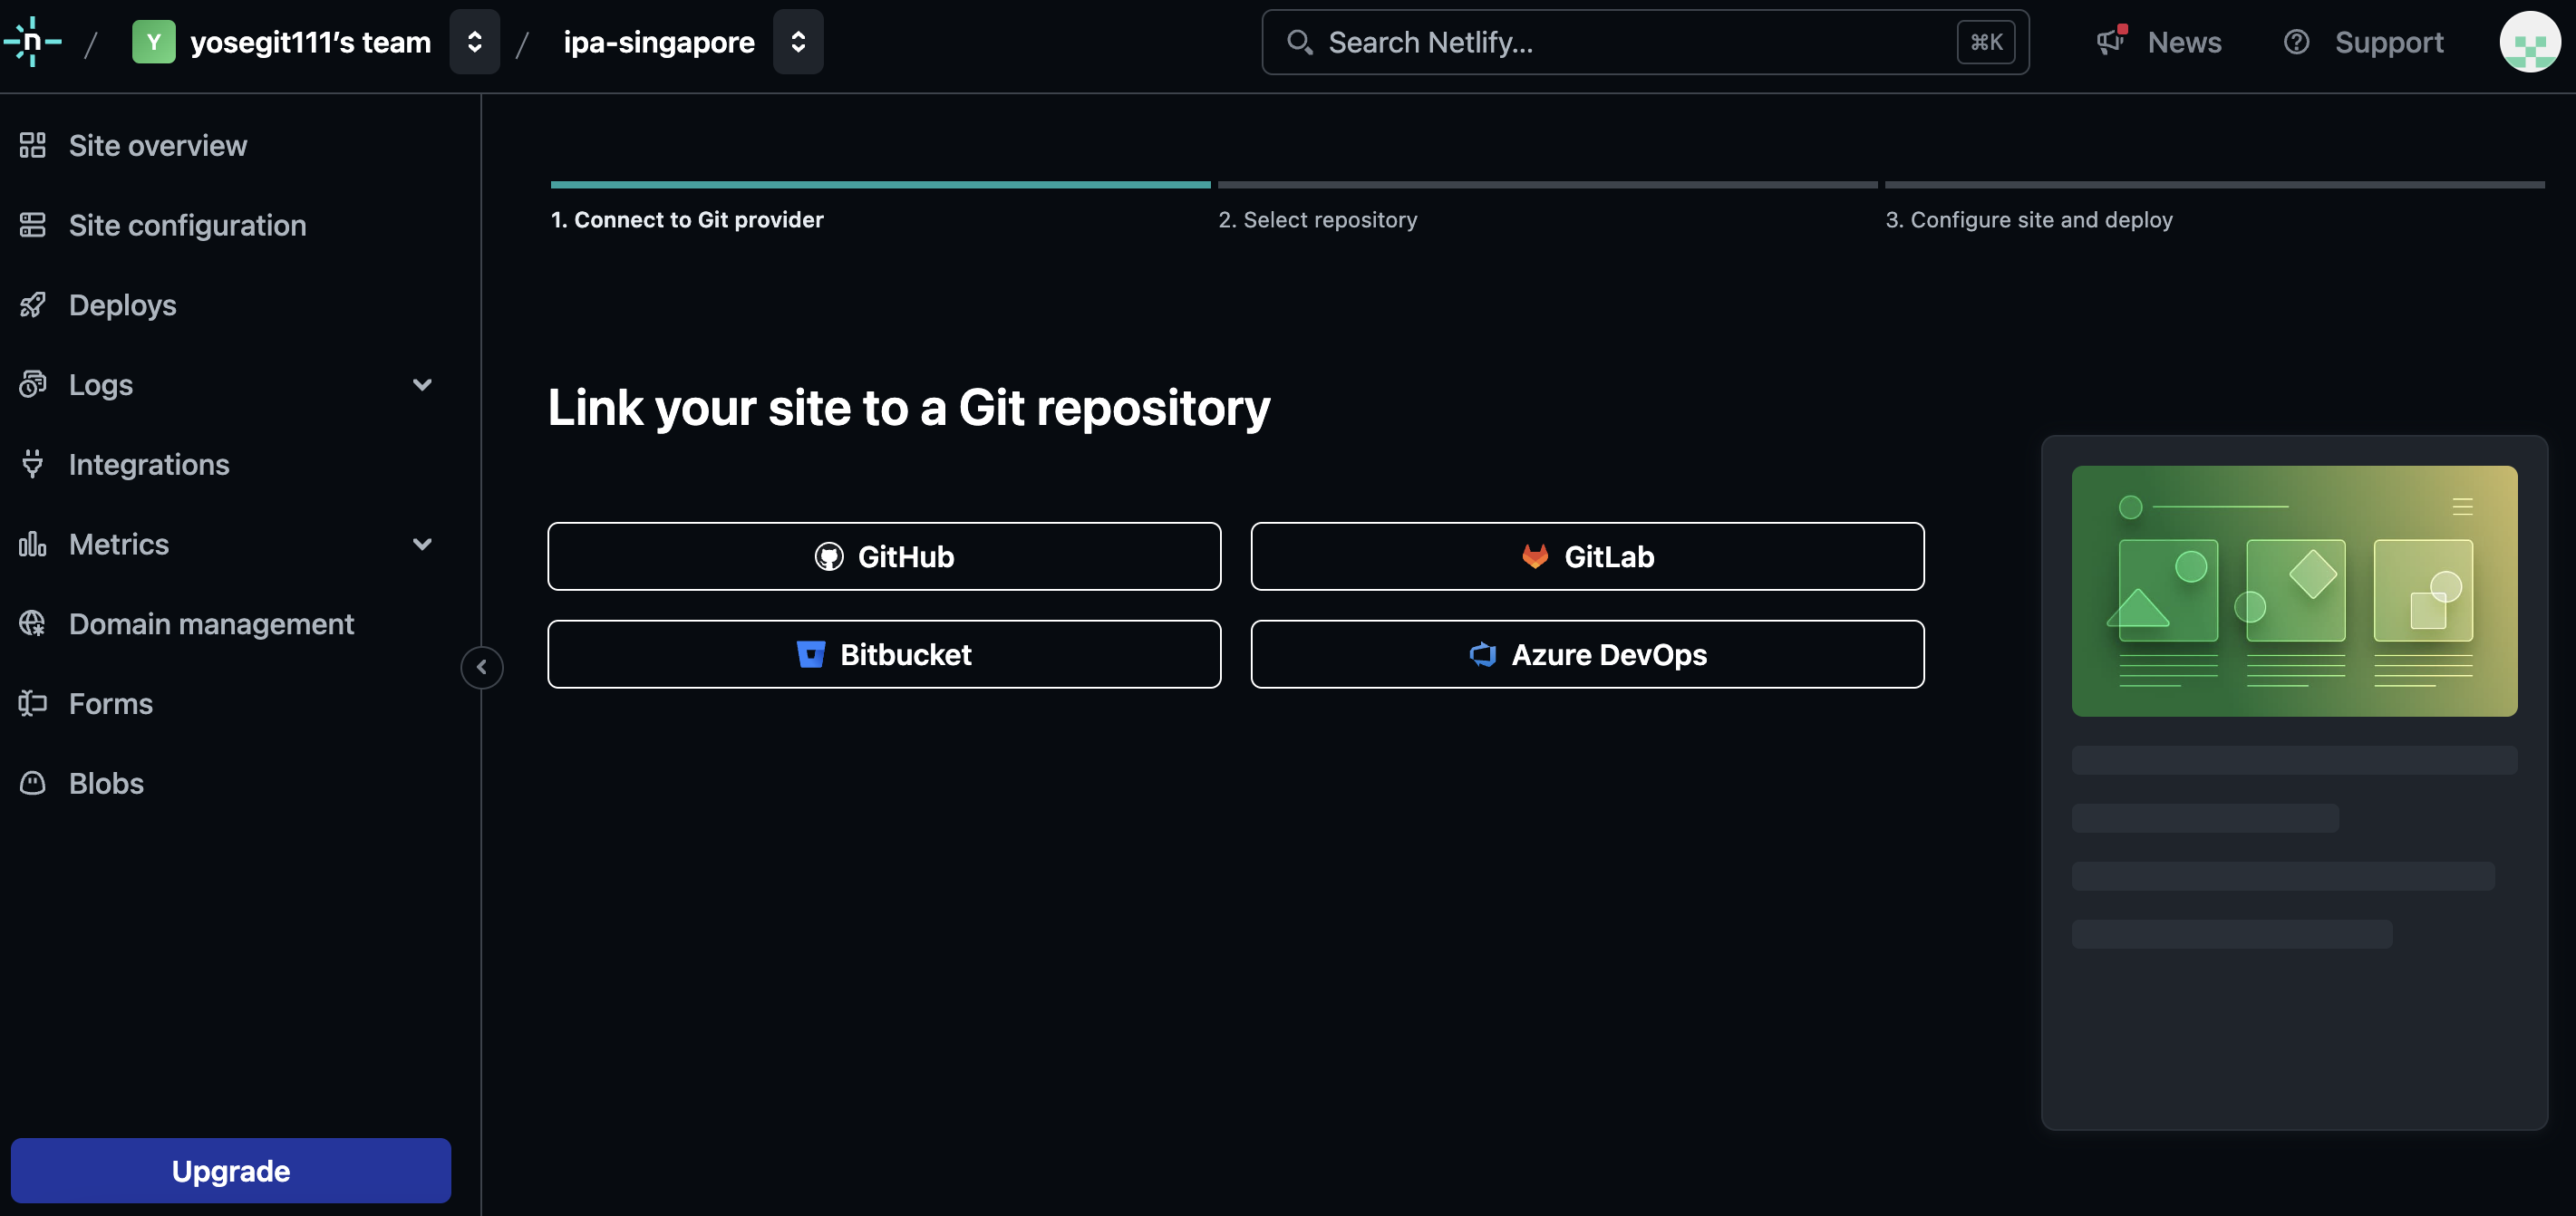 n / Y yosegit111's team / ipa-singapore
Search Netlify... ⌘K
News
Support
Site overview
Site configuration
Deploys
Logs
Integrations
Metrics
Domain management
Forms
Blobs
Upgrade
1. Connect to Git provider
2. Select repository
3. Configure site and deploy
Link your site to a Git repository
GitHub
GitLab
Bitbucket
Azure DevOps